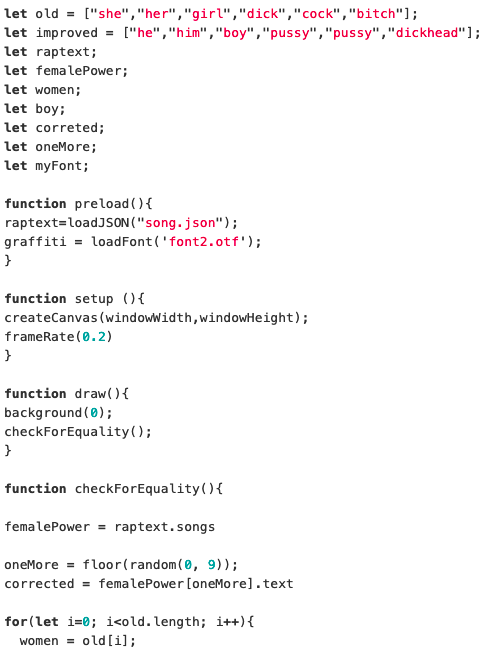 let old = ["she","her","girl","dick","cock","bitch"];
let improved = ["he","him","boy","pussy","pussy","dickhead"];
let raptext;
let femalePower;
let women;
let boy;
let correted;
let oneMore;
let myFont;

function preload(){
raptext=loadJSON("song.json");
graffiti = loadFont('font2.otf');
}

function setup (){
createCanvas(windowWidth,windowHeight);
frameRate(0.2)
}

function draw(){
background(0);
checkForEquality();
}

function checkForEquality(){

femalePower = raptext.songs

oneMore = floor(random(0, 9));
corrected = femalePower[oneMore].text

for(let i=0; i<old.length; i++){
  women = old[i];